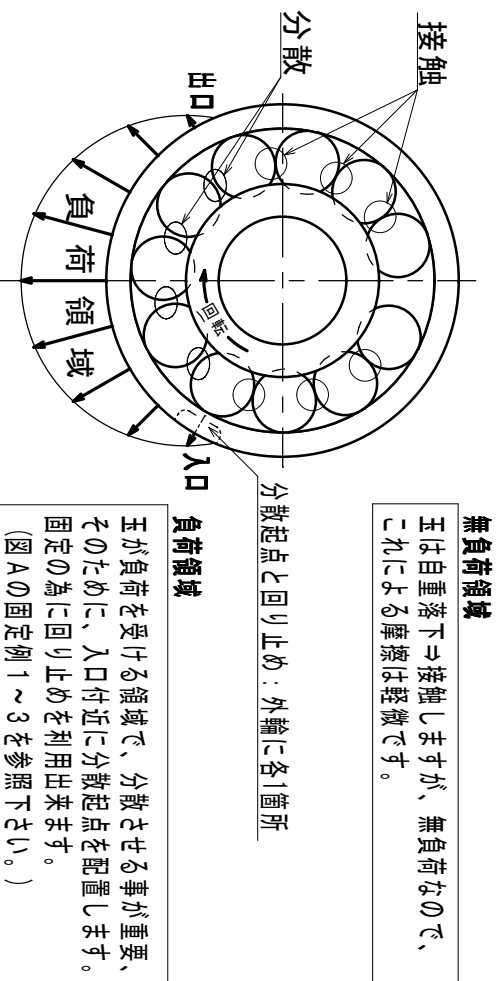 無負荷領域
玉は自重落下⇨接触しますが、無負荷なので、
これによる摩擦は軽微です。
接触
分散
出口
負荷領域
回転
入口
分散起点と回り止め：外輪に各1箇所
負荷領域
玉が負荷を受ける領域で、分散させる事が重要、
そのために、入口付近に分散起点を配置します。
固定の為に回り止めを利用出来ます。
(図Aの固定例1～3を参照下さい。)